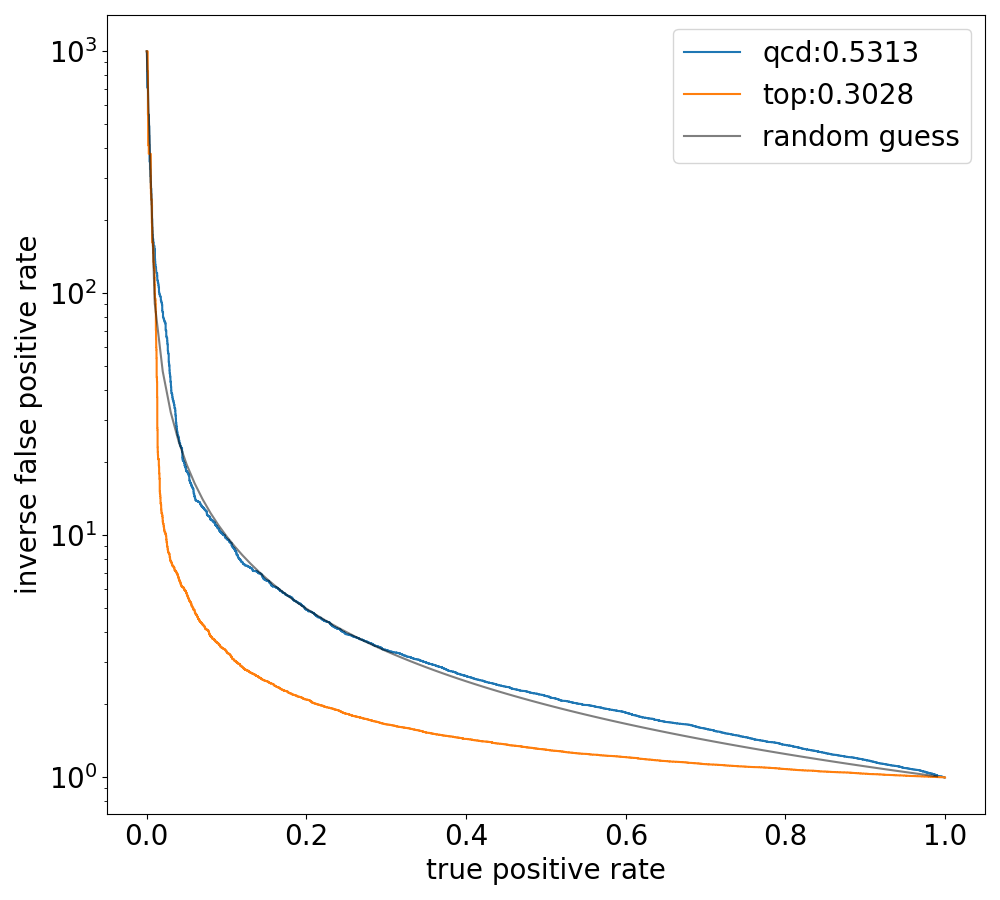 qcd:0.5313
top:0.3028
random guess
inverse false positive rate
10³
10²
10¹
10⁰
0.0 0.2 0.4 0.6 0.8 1.0
true positive rate